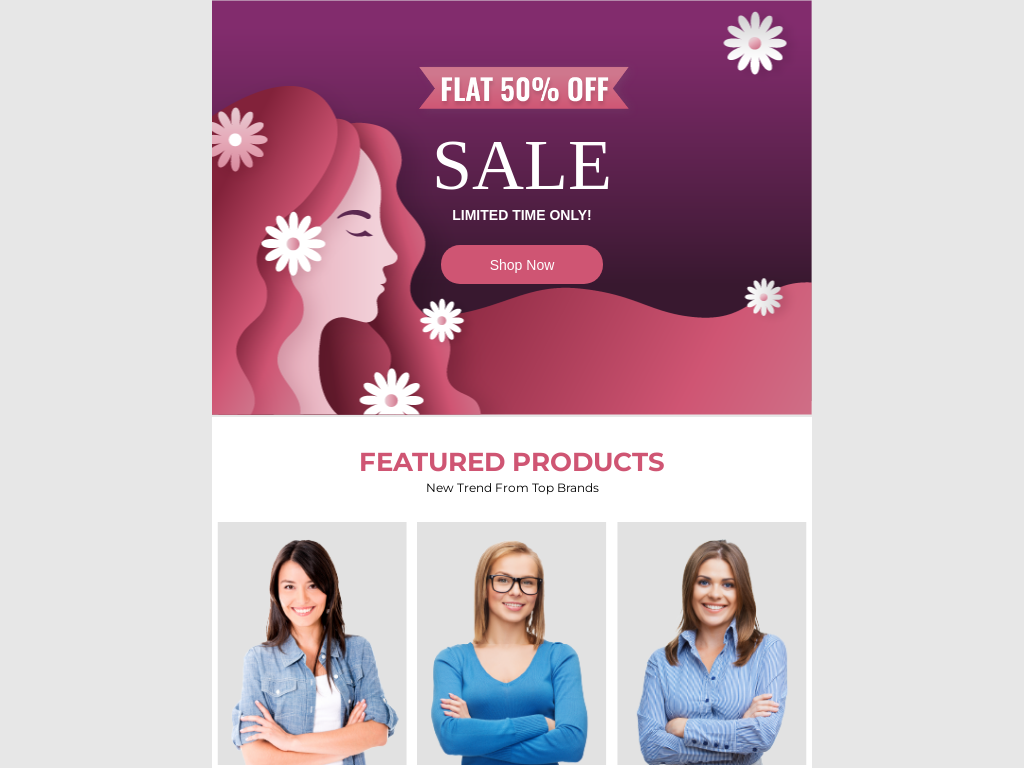 FLAT 50% OFF
SALE
LIMITED TIME ONLY!
Shop Now
FEATURED PRODUCTS
New Trend From Top Brands